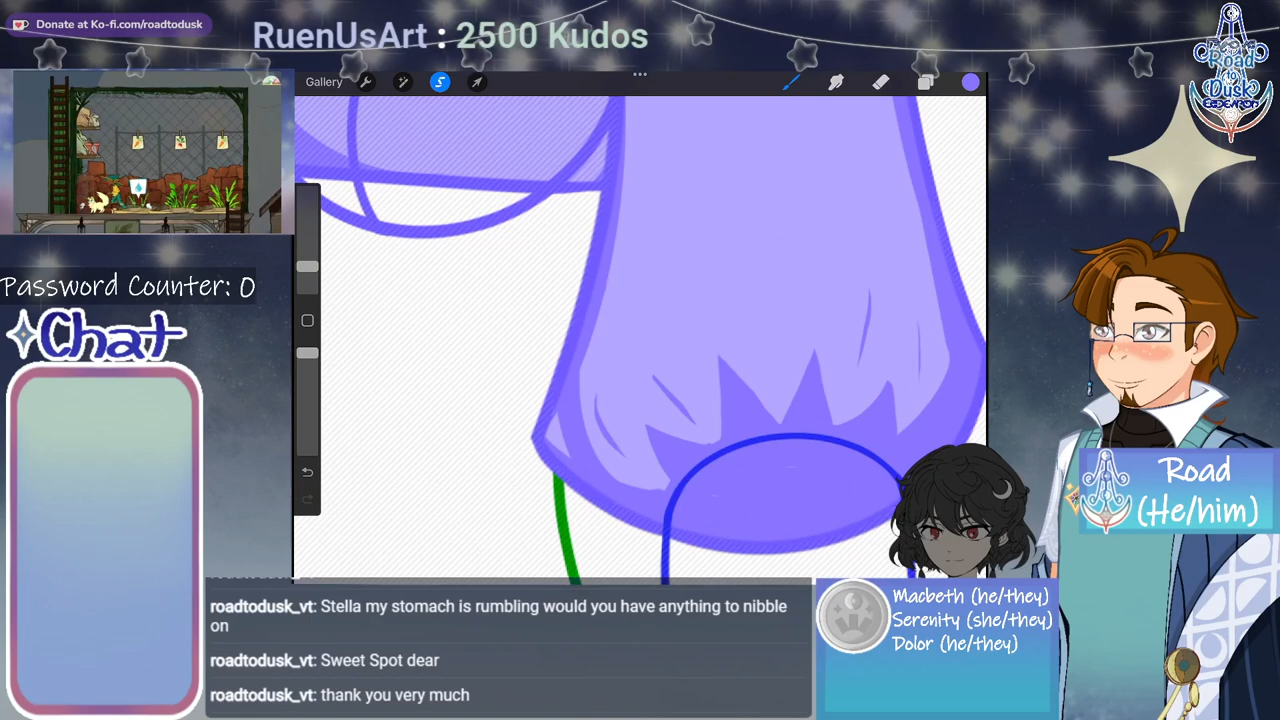 Donate at Ko-fi.com/roadtodusk
RuenUsArt : 2500 Kudos
Road
to
Dusk
Gallery
Password Counter: 0
Chat
Road
(He/him)
roadtodusk_vt: Stella my stomach is rumbling would you have anything to nibble
on
roadtodusk_vt: Sweet Spot dear
roadtodusk_vt: thank you very much
Macbeth (he/they)
Serenity (she/they)
Dolor (he/they)